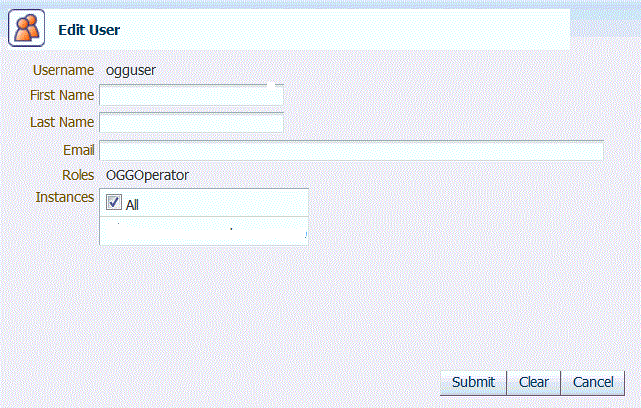 Edit User
Username ogguser
First Name
Last Name
Email
Roles OGGOperator
Instances
All
Submit Clear Cancel